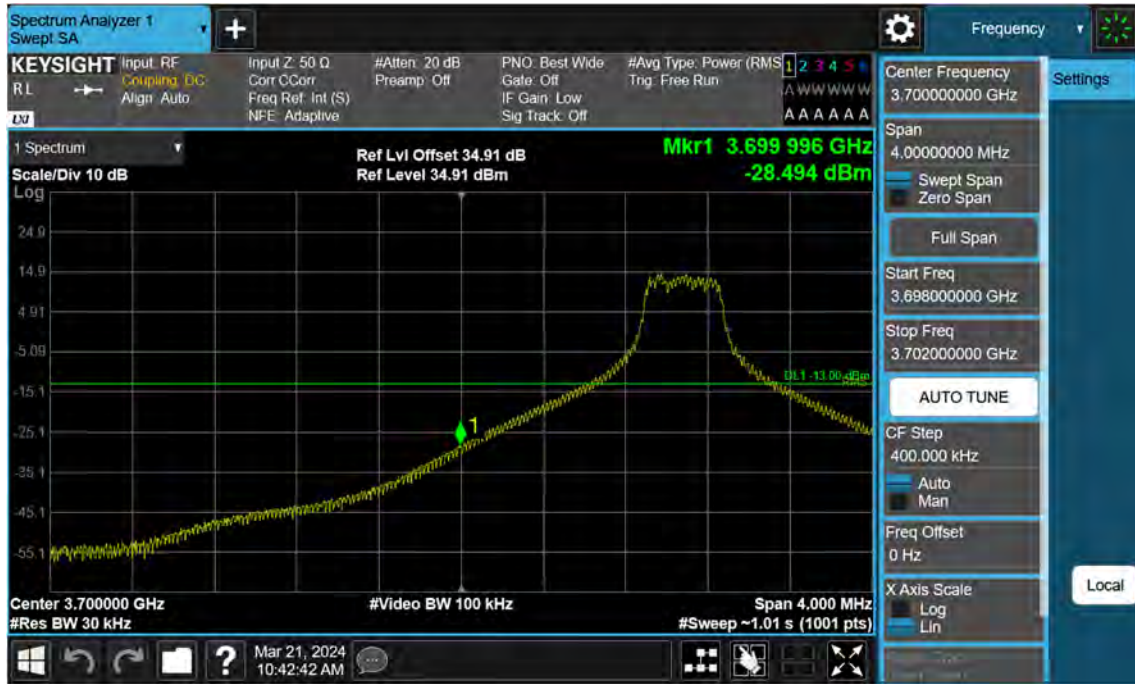 Spectrum Analyzer 1
Swept SA
+
Frequency
KEYSIGHT
RL
LXI
Input: RF
Coupling: DC
Align: Auto
Input Z: 50 Ω
Corr CCorr
Freq Ref: Int (S)
NFE: Adaptive
#Atten: 20 dB
Preamp: Off
PNO: Best Wide
Gate: Off
IF Gain: Low
Sig Track: Off
#Avg Type: Power (RMS
Trig: Free Run
1 2 3 4 5 6
A W W W W W
A A A A A A
1 Spectrum
Scale/Div 10 dB
Ref Lvl Offset 34.91 dB
Ref Level 34.91 dBm
Mkr1 3.699 996 GHz
-28.494 dBm
Log
24.9
14.9
4.91
-5.09
-15.1
-25.1
-35.1
-45.1
-55.1
DL1 -13.00 dBm
1
Center 3.700000 GHz
#Res BW 30 kHz
#Video BW 100 kHz
Span 4.000 MHz
#Sweep ~1.01 s (1001 pts)
Center Frequency
3.700000000 GHz
Span
4.00000000 MHz
Swept Span
Zero Span
Full Span
Start Freq
3.698000000 GHz
Stop Freq
3.702000000 GHz
AUTO TUNE
CF Step
400.000 kHz
Auto
Man
Freq Offset
0 Hz
X Axis Scale
Log
Lin
Settings
Local
?
Mar 21, 2024
10:42:42 AM